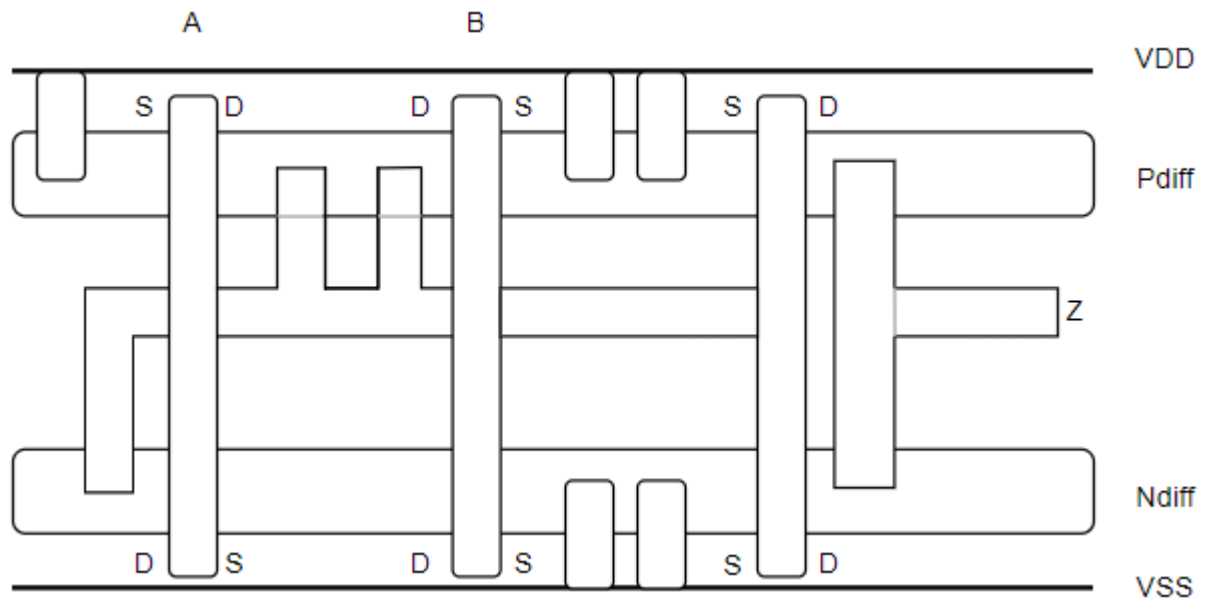 A B
VDD
S D D S S D
Pdiff
Z
Ndiff
D S D S S D
VSS